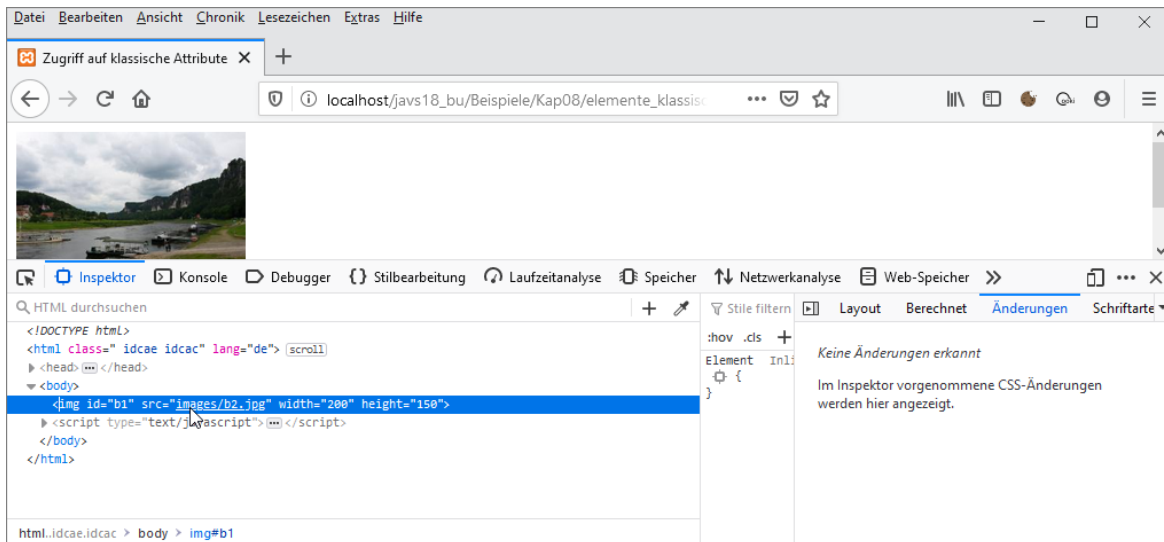 Datei Bearbeiten Ansicht Chronik Lesezeichen Extras Hilfe
Zugriff auf klassische Attribute
localhost/javs18_bu/Beispiele/Kap08/elemente_klassisc
Inspektor Konsole Debugger {} Stilbearbeitung Laufzeitanalyse Speicher Netzwerkanalyse Web-Speicher
HTML durchsuchen
<!DOCTYPE html>
<html class=" idcae idcac" lang="de"> scroll
<head> ••• </head>
<body>
<img id="b1" src="images/b2.jpg" width="200" height="150">
<script type="text/javascript"> ••• </script>
</body>
</html>
html..idcae.idcac > body > img#b1
Stile filtern
:hov .cls +
Element Inli
{
}
Layout Berechnet Änderungen Schriftarte
Keine Änderungen erkannt
Im Inspektor vorgenommene CSS-Änderungen
werden hier angezeigt.